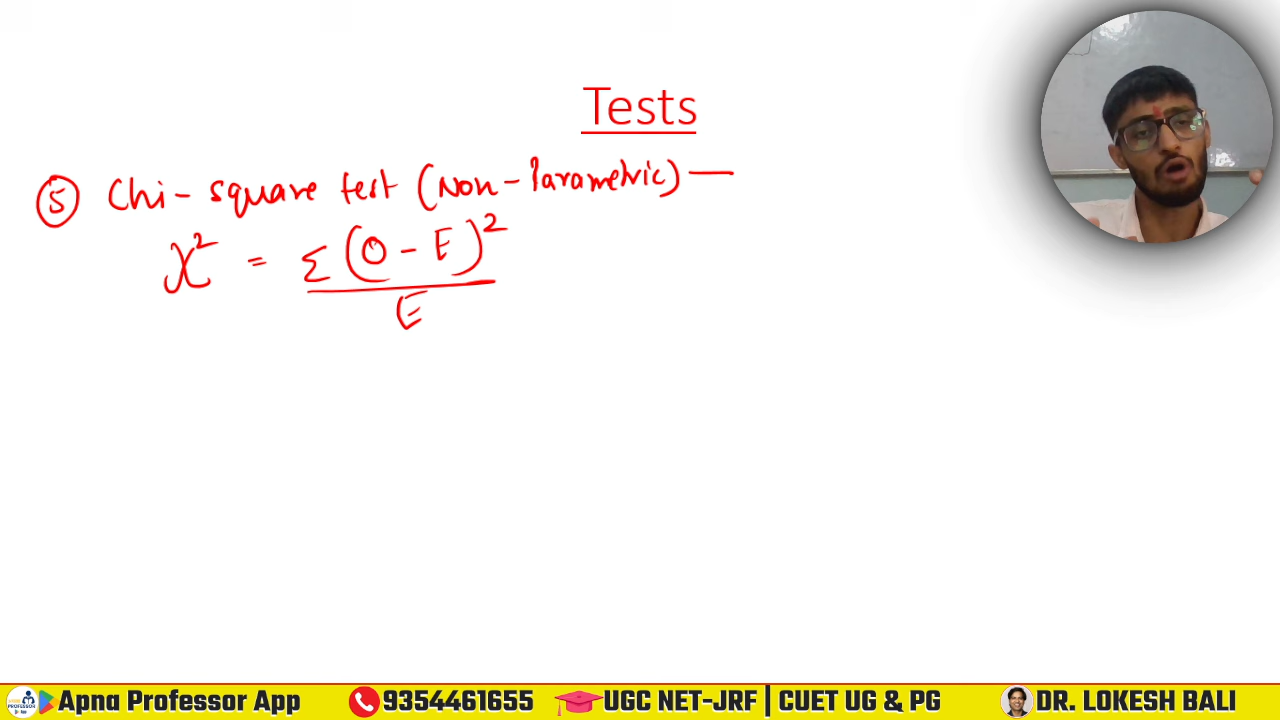 Tests
⑤ Chi-square test (Non-Parametric) —
χ² = Σ(O - E)²
E
Apna Professor App 9354461655 UGC NET-JRF | CUET UG & PG DR. LOKESH BALI